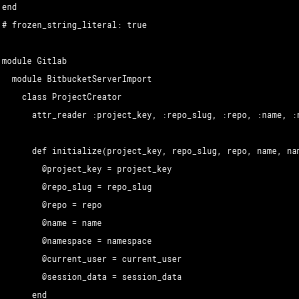 end
# frozen_string_literal: true
module Gitlab
module BitbucketServerImport
class ProjectCreator
attr_reader :project_key, :repo_slug, :repo, :name,
def initialize(project_key, repo_slug, repo, name,
@project_key = project_key
@repo_slug = repo_slug
@repo = repo
@name = name
@namespace = namespace
@current_user = current_user
@session_data = session_data
end